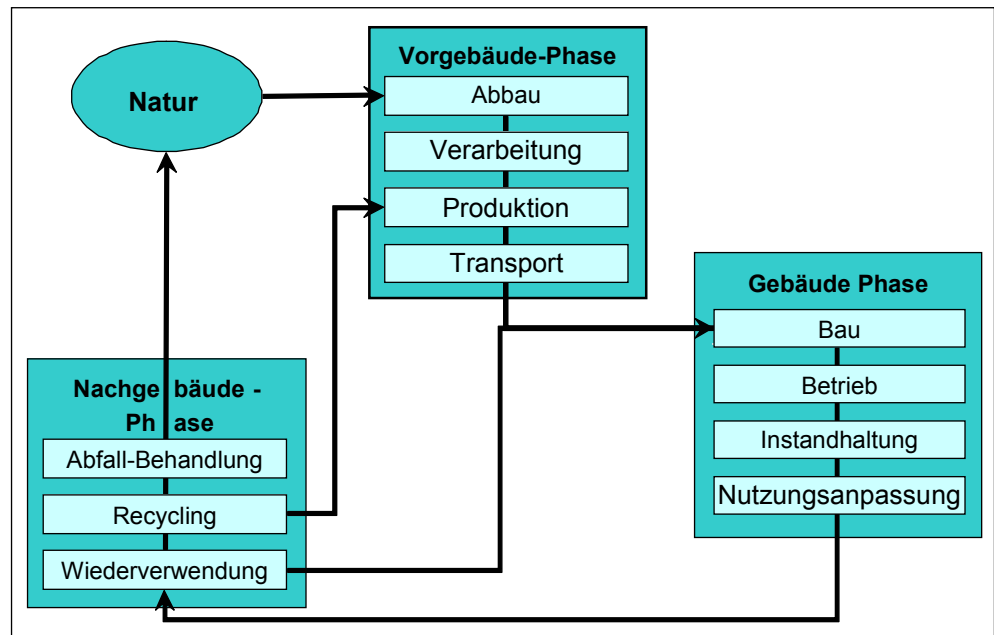 Natur
Vorgebäude-Phase
Abbau
Verarbeitung
Produktion
Transport
Gebäude Phase
Bau
Betrieb
Instandhaltung
Nutzungsanpassung
Nachgebäude -
Phase
Abfall-Behandlung
Recycling
Wiederverwendung